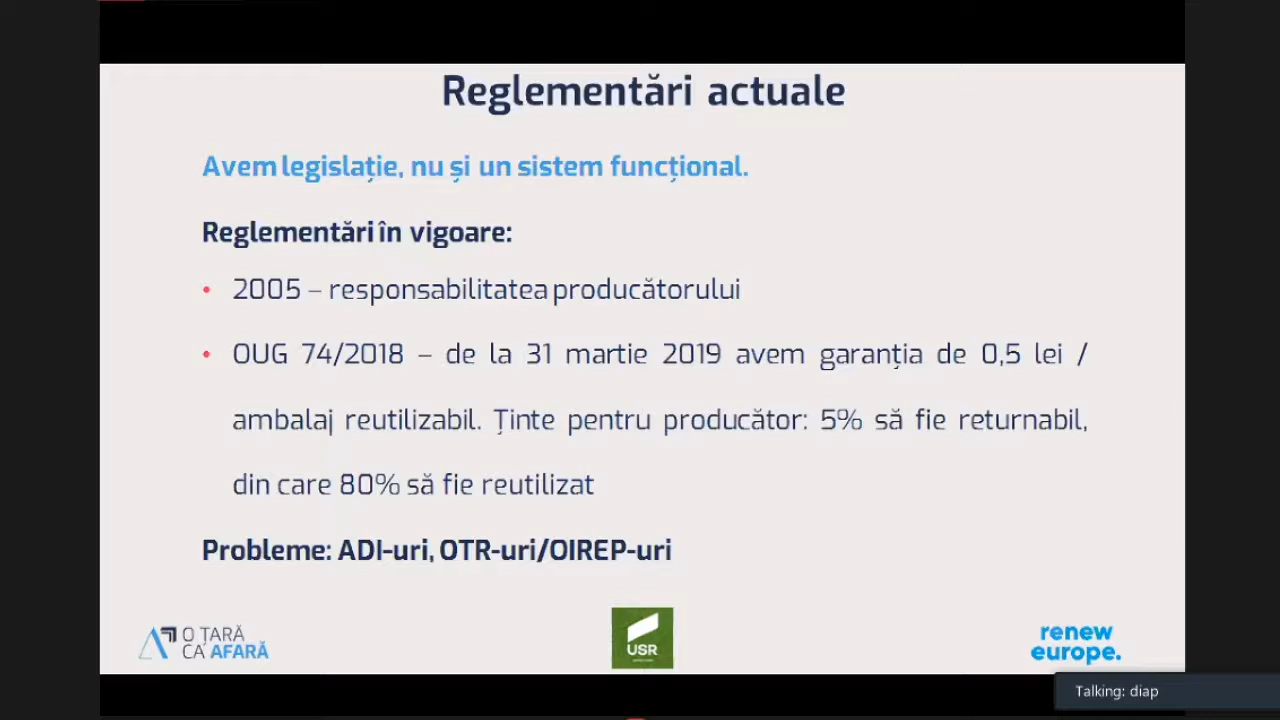 Reglementări actuale
Avem legislație, nu și un sistem funcțional.
Reglementări în vigoare:
• 2005 – responsabilitatea producătorului
• OUG 74/2018 – de la 31 martie 2019 avem garanția de 0,5 lei /
ambalaj reutilizabil. Ținte pentru producător: 5% să fie returnabil,
din care 80% să fie reutilizat
Probleme: ADI-uri, OTR-uri/OIREP-uri
O ȚARĂ
CA AFARĂ
USR
renew
europe.
Talking: diap